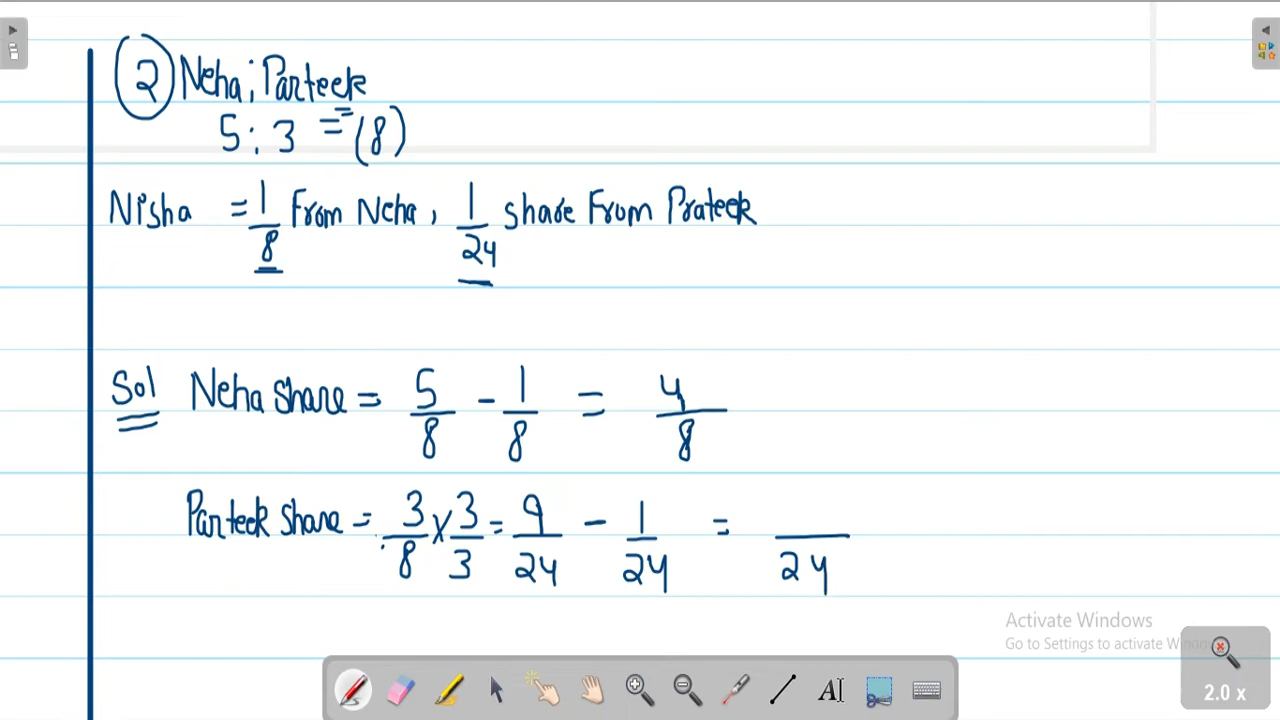 2 Neha; Parteek
5 : 3 = (8)
Nisha = 1/8 From Neha, 1/24 share From Prateek
Sol Neha share = 5/8 - 1/8 = 4/8
Parteek share = 3/8 x 3/3 = 9/24 - 1/24 = /24
Activate Windows
Go to Settings to activate Win
AI
2.0 x